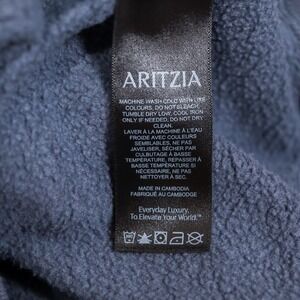 ARITZIA
MACHINE WASH COLD WITH LIKE
COLOURS, DO NOT BLEACH,
TUMBLE DRY LOW, COOL IRON
ONLY IF NEEDED, DO NOT DRY
CLEAN.
LAVER À LA MACHINE À L'EAU
FROIDE AVEC COULEURS
SEMBLABLES, NE PAS
JAVELISER, SÉCHER PAR
CULBUTAGE À BASSE
TEMPÉRATURE, REPASSER À
BASSE TEMPÉRATURE SI
NÉCESSAIRE, NE PAS
NETTOYER À SEC.
MADE IN CAMBODIA
FABRIQUÉ AU CAMBODGE
Everyday Luxury.
To Elevate Your World.™